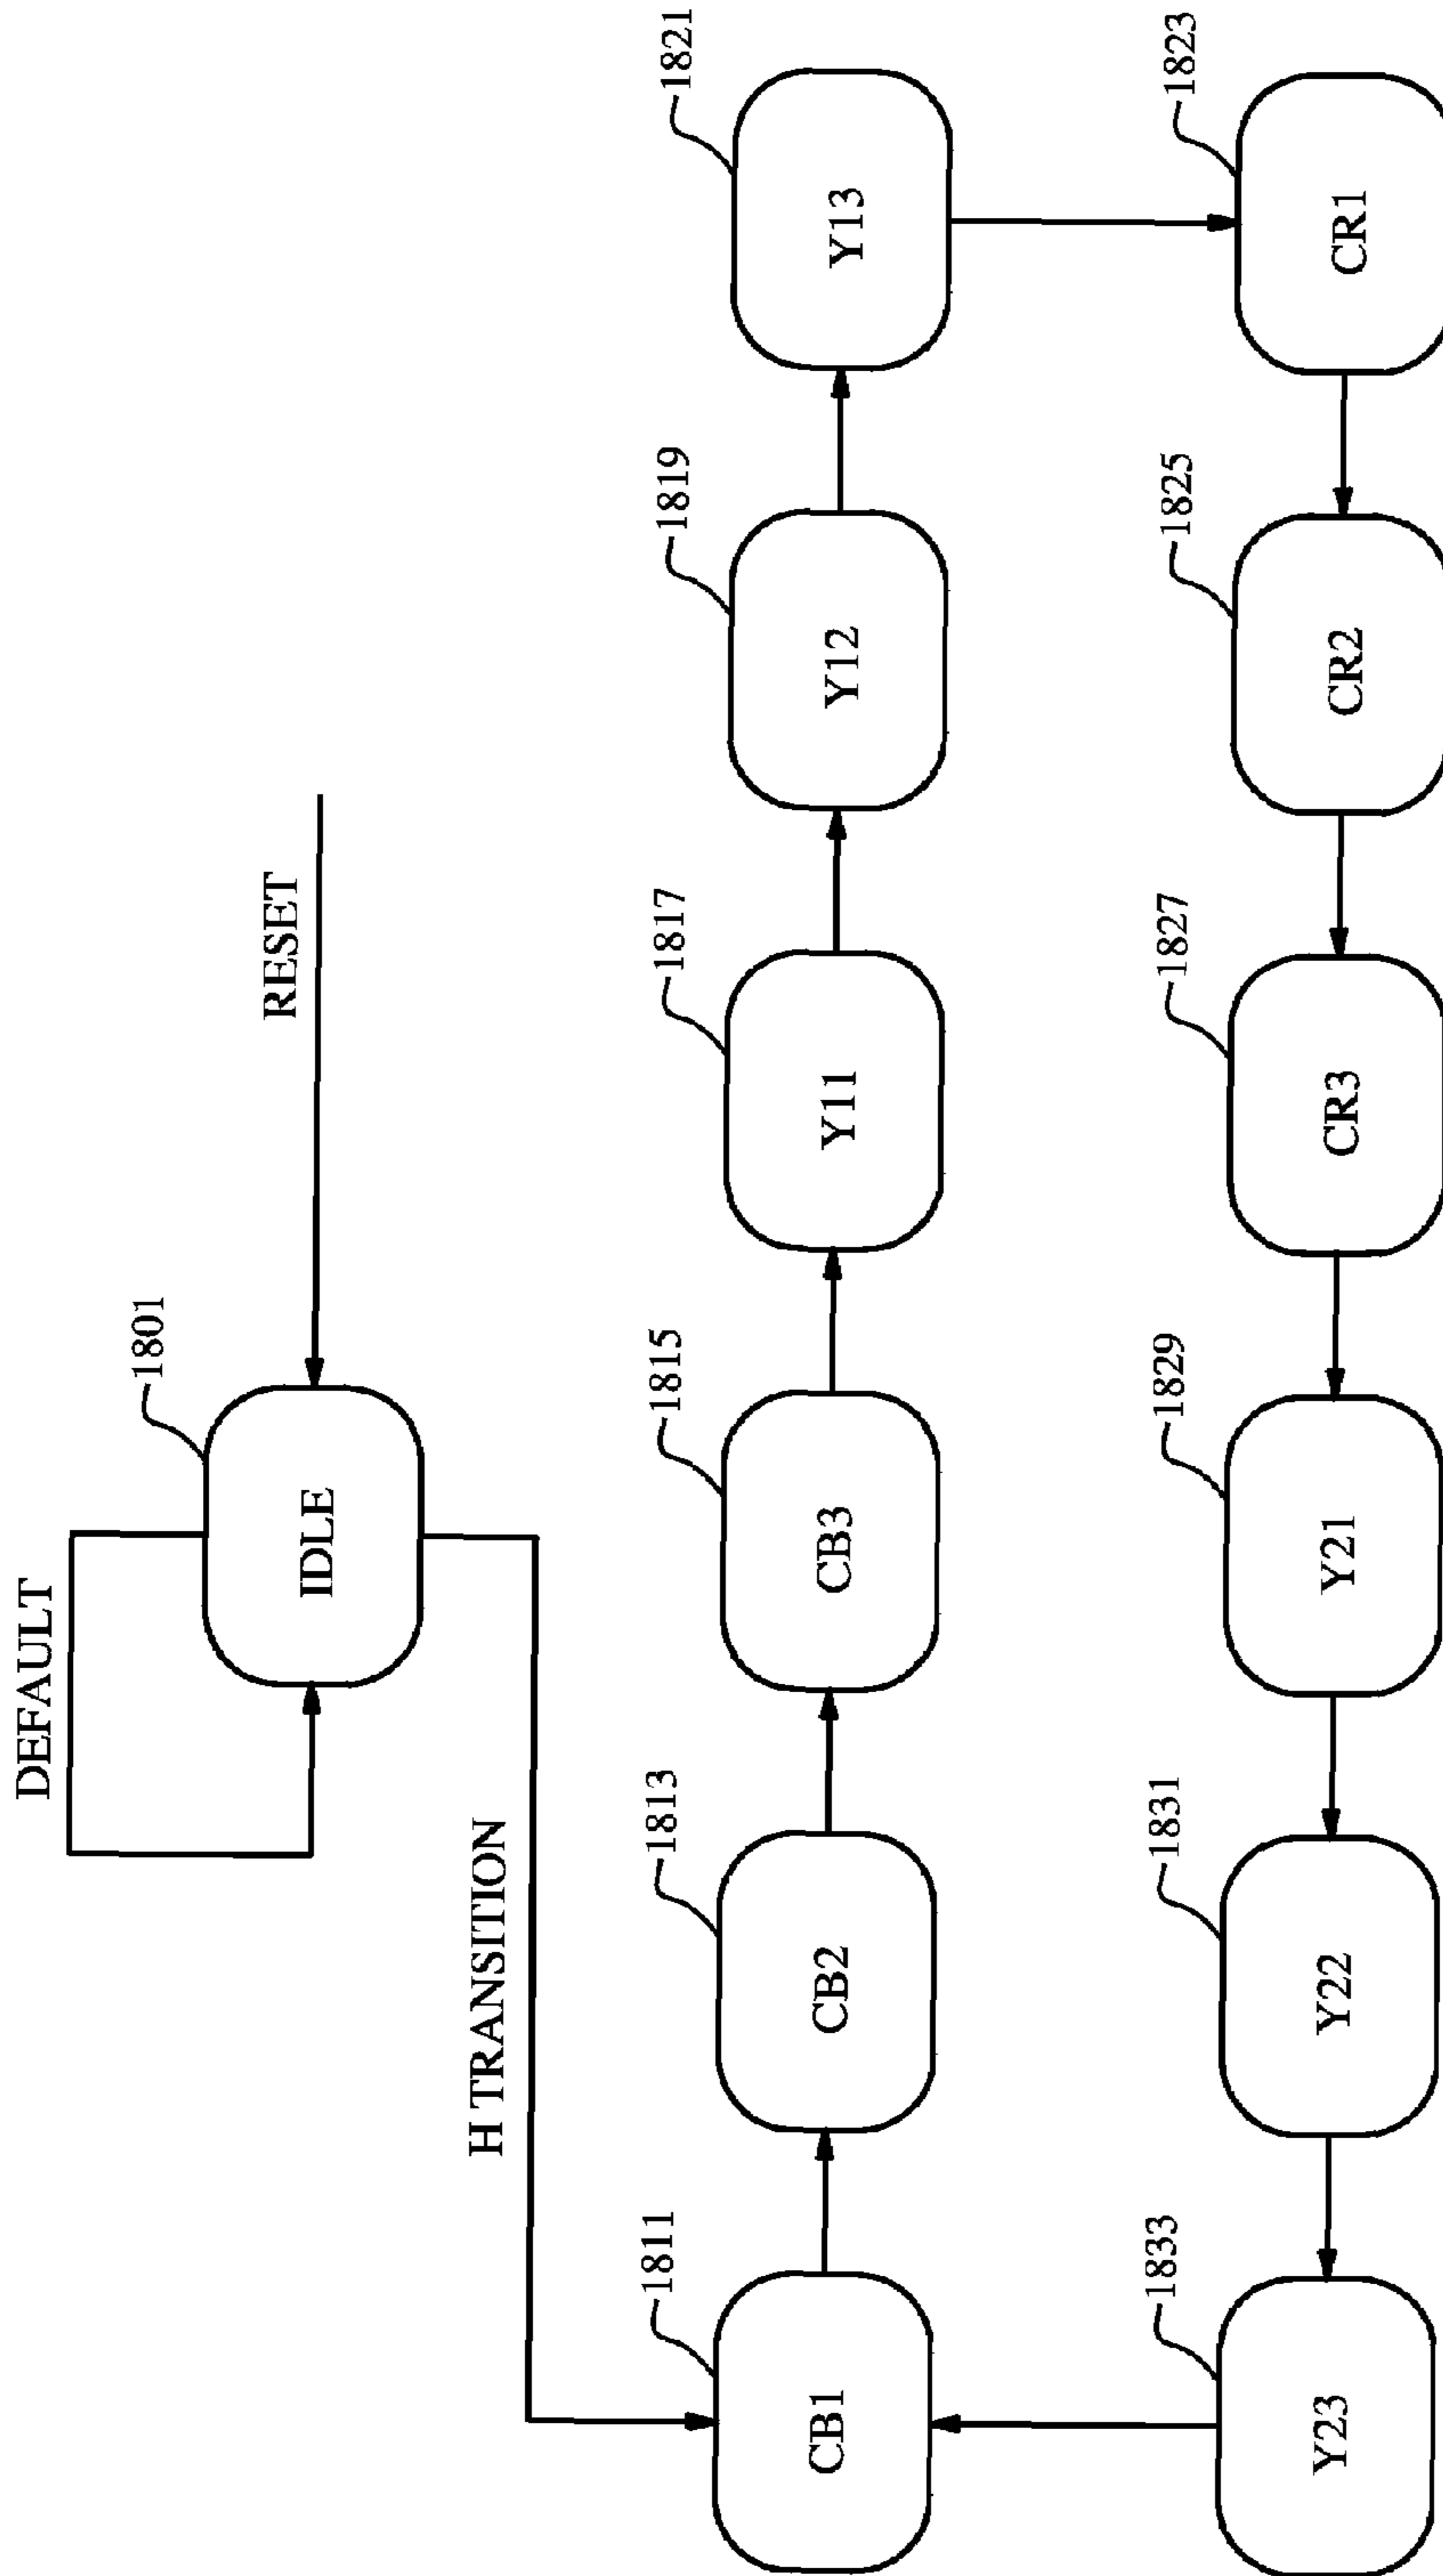 DEFAULT
1801
IDLE
RESET
H TRANSITION
1811
CB1
1813
CB2
1815
CB3
1817
Y11
1819
Y12
1821
Y13
1823
CR1
1825
CR2
1827
CR3
1829
Y21
1831
Y22
1833
Y23